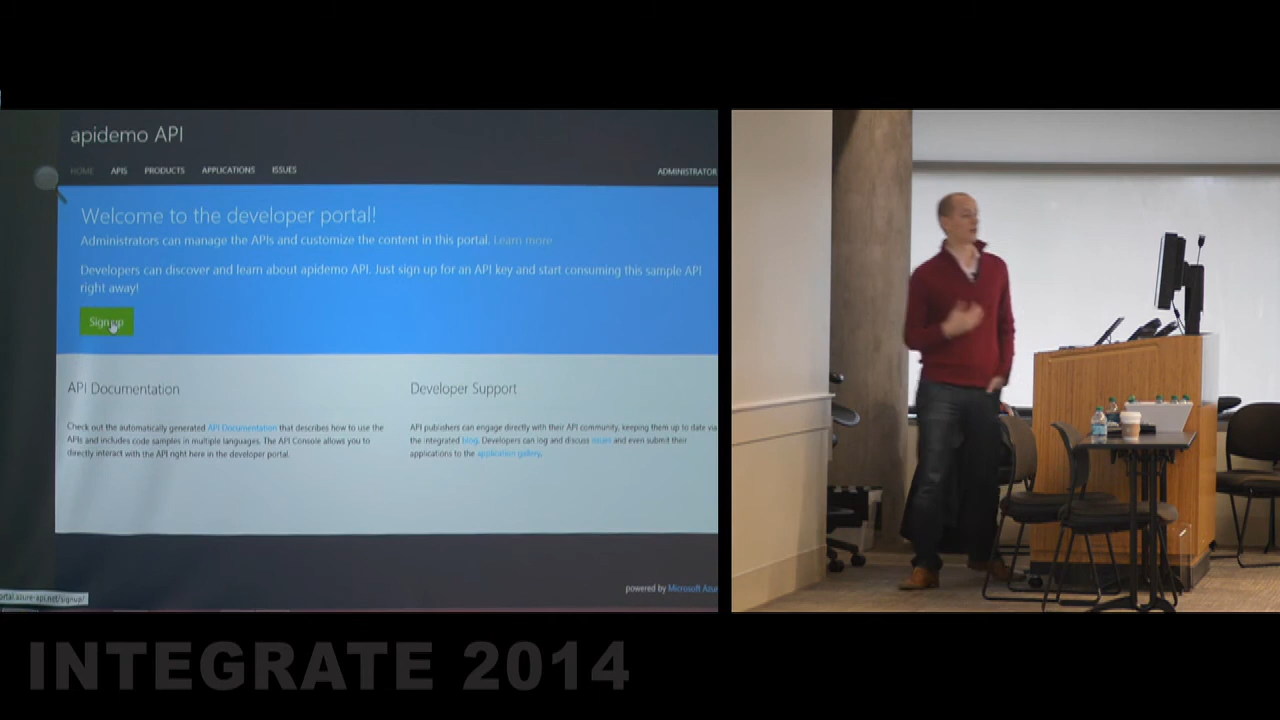 apidemo API
HOME APIS PRODUCTS APPLICATIONS ISSUES ADMINISTRATOR
Welcome to the developer portal!
Administrators can manage the APIs and customize the content in this portal. Learn more
Developers can discover and learn about apidemo API. Just sign up for an API key and start consuming this sample API
right away!
Sign up
API Documentation
Check out the automatically generated API Documentation that describes how to use the
APIs and includes code samples in multiple languages. The API Console allows you to
directly interact with the API right here in the developer portal.
Developer Support
API publishers can engage directly with their API community, keeping them up to date via
the integrated blog. Developers can log and discuss issues and even submit their
applications to the application gallery.
powered by Microsoft Azur
ortal.azure-api.net/signup/
INTEGRATE 2014